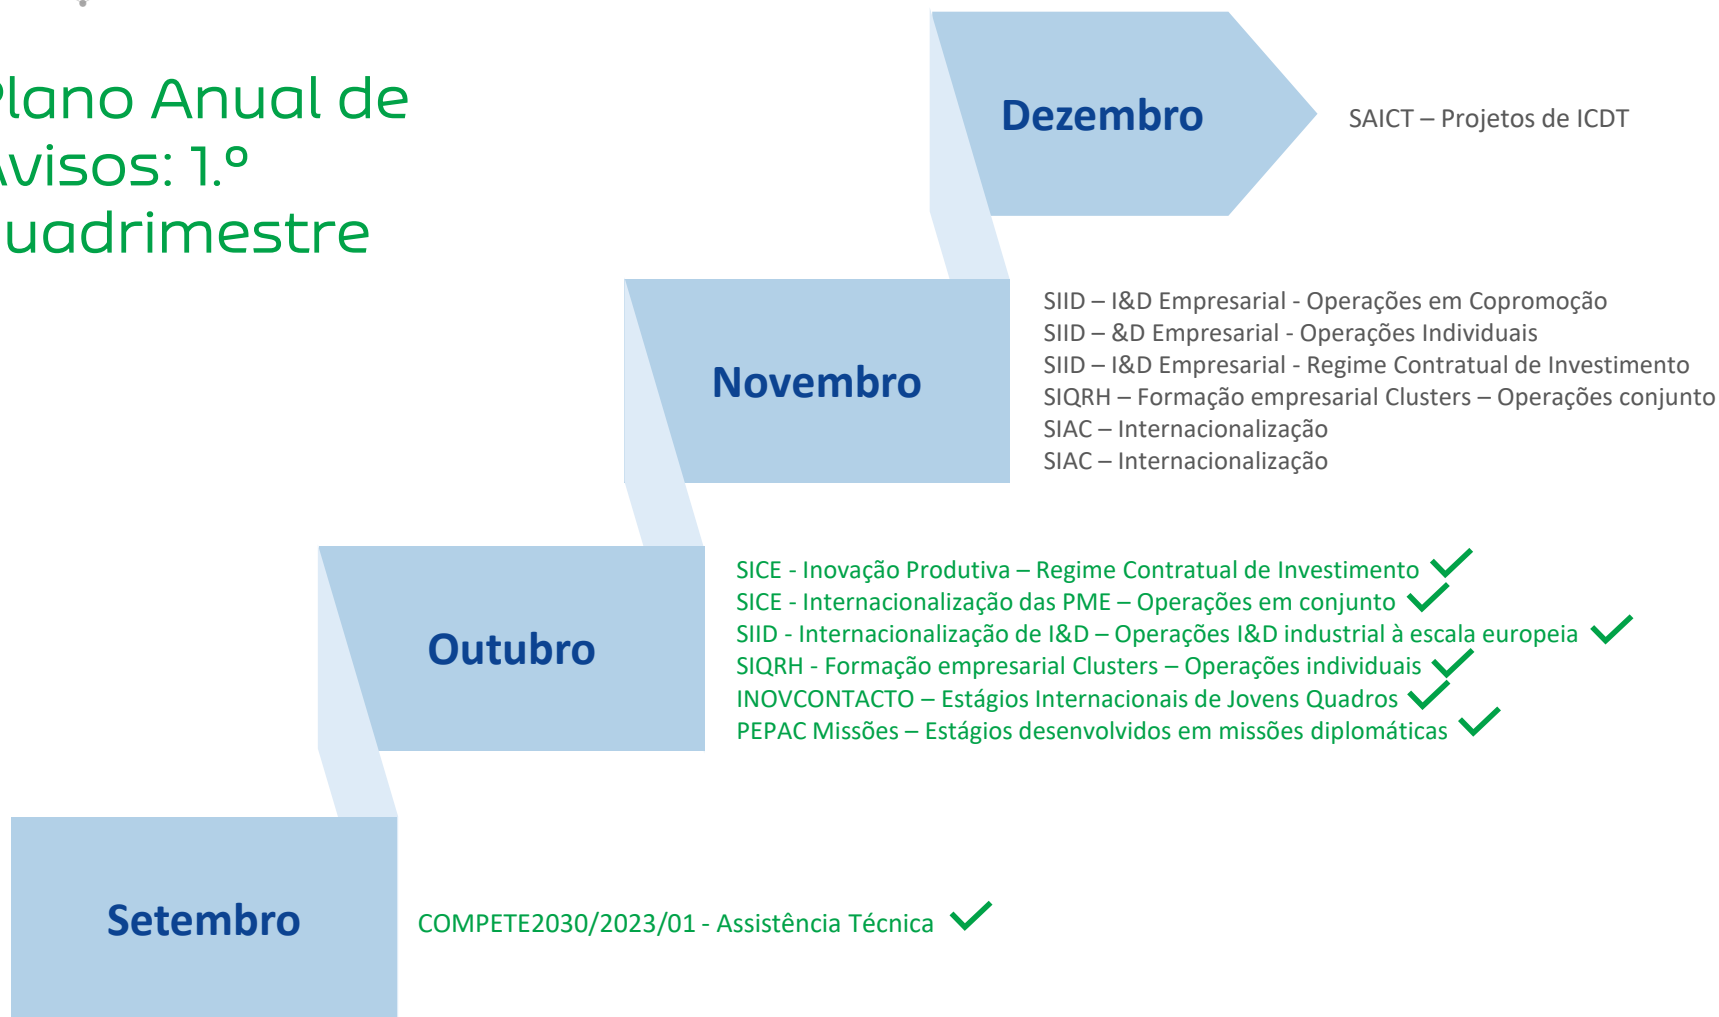 Plano Anual de
Avisos: 1.º
uadrimestre
Dezembro
SAICT – Projetos de ICDT
Novembro
SIID – I&D Empresarial - Operações em Copromoção
SIID – &D Empresarial - Operações Individuais
SIID – I&D Empresarial - Regime Contratual de Investimento
SIQRH – Formação empresarial Clusters – Operações conjunto
SIAC – Internacionalização
SIAC – Internacionalização
Outubro
SICE - Inovação Produtiva – Regime Contratual de Investimento
SICE - Internacionalização das PME – Operações em conjunto
SIID - Internacionalização de I&D – Operações I&D industrial à escala europeia
SIQRH - Formação empresarial Clusters – Operações individuais
INOVCONTACTO – Estágios Internacionais de Jovens Quadros
PEPAC Missões – Estágios desenvolvidos em missões diplomáticas
Setembro
COMPETE2030/2023/01 - Assistência Técnica